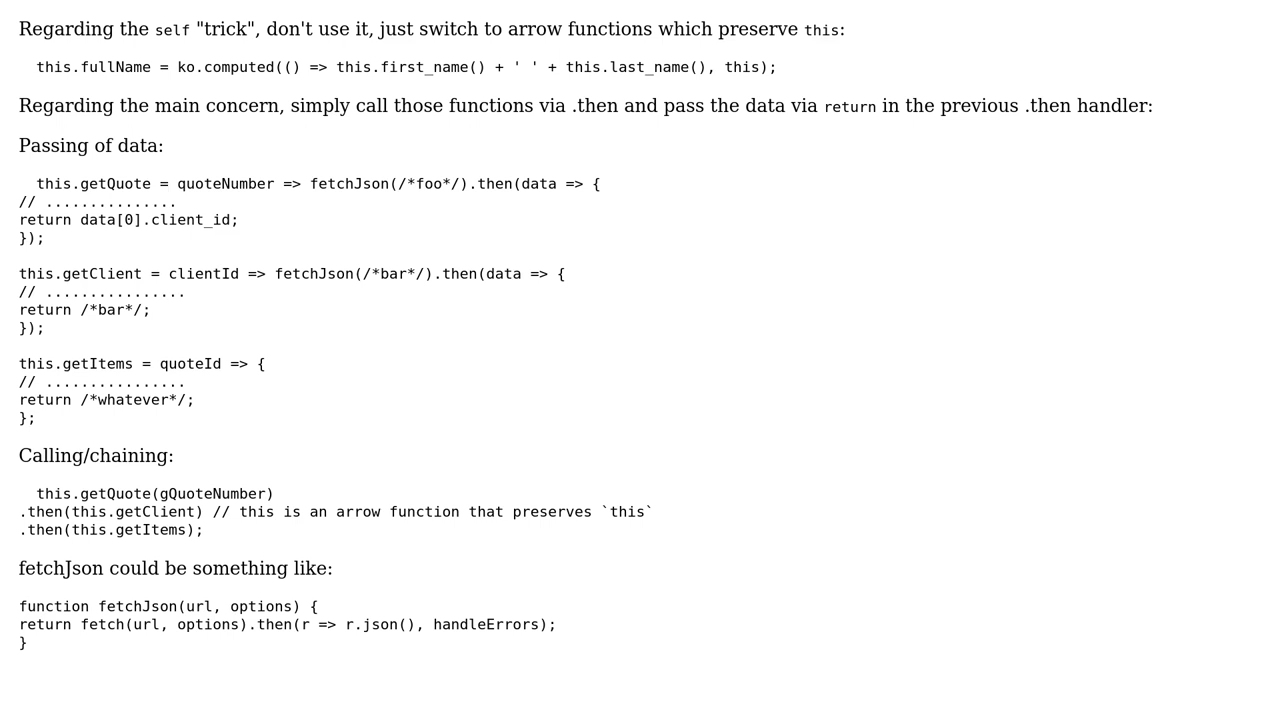 Regarding the self "trick", don't use it, just switch to arrow functions which preserve this:
this.fullName = ko.computed(() => this.first_name() + ' ' + this.last_name(), this);
Regarding the main concern, simply call those functions via .then and pass the data via return in the previous .then handler:
Passing of data:
this.getQuote = quoteNumber => fetchJson(/*foo*/).then(data => {
// ...............
return data[0].client_id;
});
this.getClient = clientId => fetchJson(/*bar*/).then(data => {
// ................
return /*bar*/;
});
this.getItems = quoteId => {
// ................
return /*whatever*/;
};
Calling/chaining:
this.getQuote(gQuoteNumber)
.then(this.getClient) // this is an arrow function that preserves `this`
.then(this.getItems);
fetchJson could be something like:
function fetchJson(url, options) {
return fetch(url, options).then(r => r.json(), handleErrors);
}